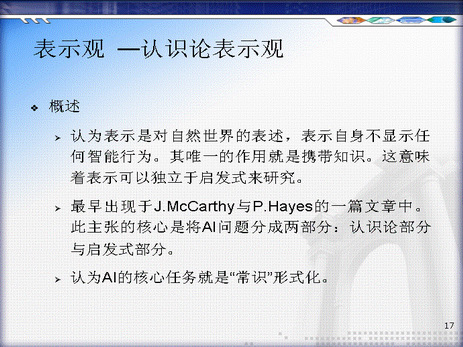 表示观 —认识论表示观
概述
认为表示是对自然世界的表述，表示自身不显示任
何智能行为。其唯一的作用就是携带知识。这意味
着表示可以独立于启发式来研究。
最早出现于J.McCarthy与P.Hayes的一篇文章中。
此主张的核心是将AI问题分成两部分：认识论部分
与启发式部分。
认为AI的核心任务就是“常识”形式化。
17